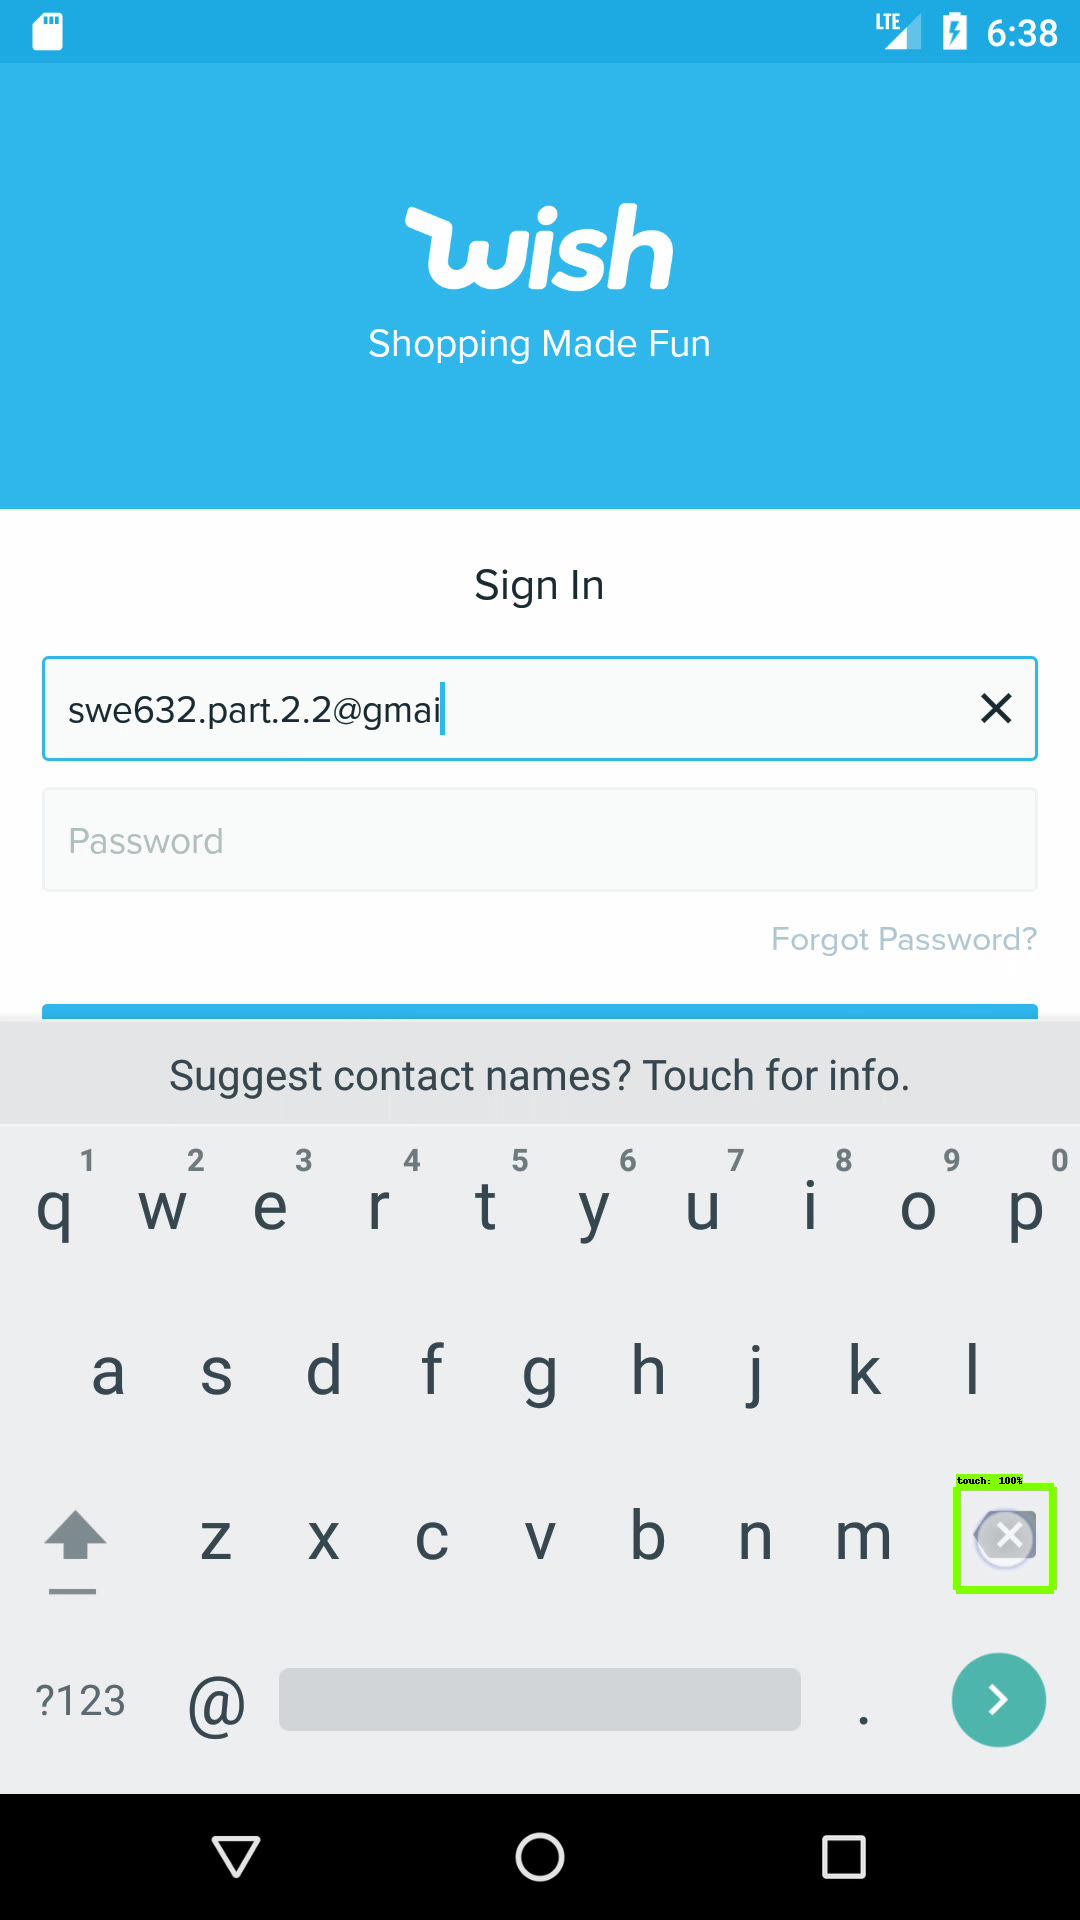 LTE 6:38
wish
Shopping Made Fun
Sign In
swe632.part.2.2@gmai
Password
Forgot Password?
Suggest contact names? Touch for info.
1 2 3 4 5 6 7 8 9 0
q w e r t y u i o p
a s d f g h j k l
touch: 100%
z x c v b n m
?123 @ .